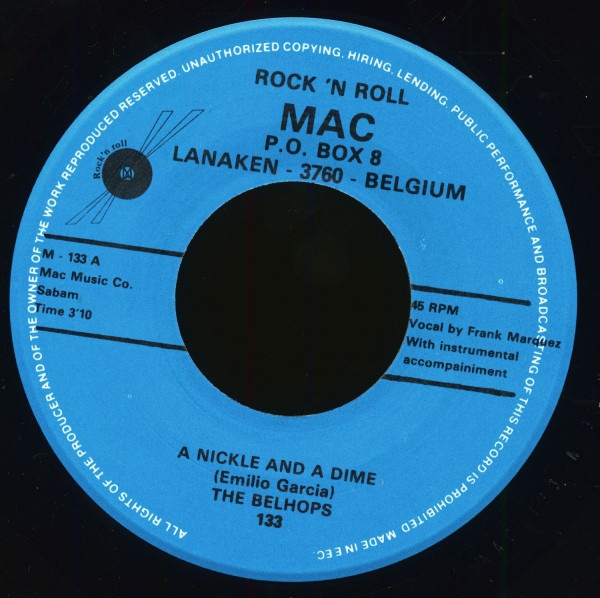 ALL RIGHTS OF THE PRODUCER AND OF THE OWNER OF THE WORK REPRODUCED RESERVED. UNAUTHORIZED COPYING. HIRING, LENDING, PUBLIC PERFORMANCE AND BROADCASTING OF THIS RECORD IS PROHIBITED MADE IN EEC.
ROCK 'N ROLL
MAC
P.O. BOX 8
LANAKEN - 3760 - BELGIUM
Rock'n roll
M
M - 133 A
Mac Music Co.
Sabam
Time 3'10
45 RPM
Vocal by Frank Marquez
With instrumental
accompainiment
A NICKLE AND A DIME
(Emilio Garcia)
THE BELHOPS
133